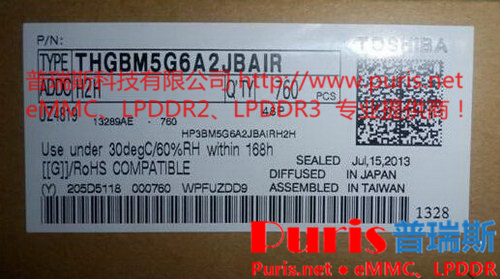 P/N:
TYPE THGBM5G6A2JBAIR
TOSHIBA
普瑞斯科技有限公司 http://www.puris.net
ADDC H2H Q'TY 760
eMMC、LPDDR2、LPDDR3 专业提供商！
13289AE - 760
HP3BM5G6A2JBAIRH2H
Use under 30degC/60%RH within 168h
SEALED Jul,15,2013
[[G]]/RoHS COMPATIBLE
DIFFUSED IN JAPAN
(Y) 205D5118 000760 WPFUZDD9
ASSEMBLED IN TAIWAN
1328
Puris 普瑞斯
Puris.net ● eMMC、LPDDR